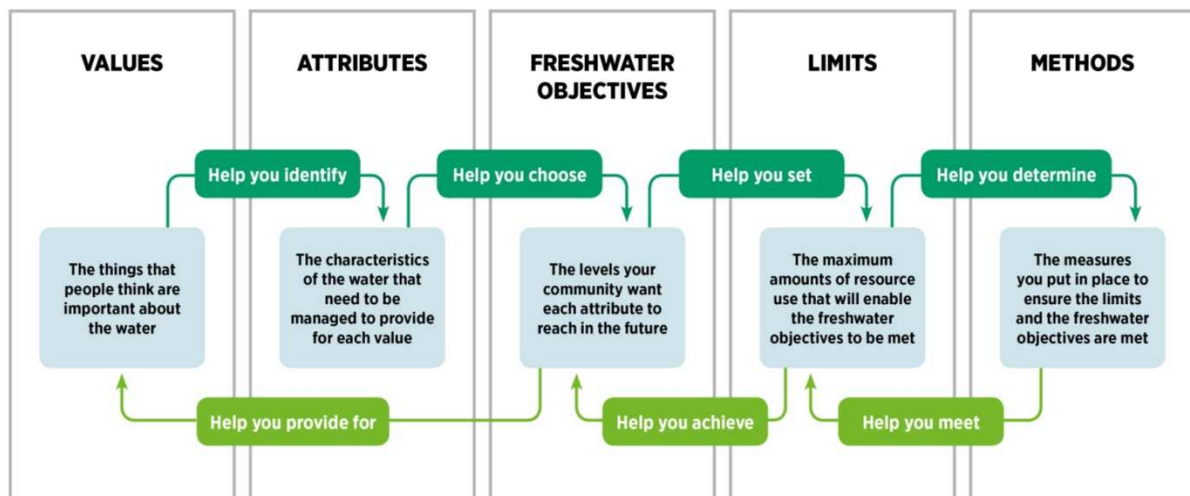 VALUES
ATTRIBUTES
FRESHWATER
OBJECTIVES
LIMITS
METHODS
Help you identify
Help you choose
Help you set
Help you determine
The things that
people think are
important about
the water
The characteristics
of the water that
need to be
managed to provide
for each value
The levels your
community want
each attribute to
reach in the future
The maximum
amounts of resource
use that will enable
the freshwater
objectives to be met
The measures
you put in place to
ensure the limits
and the freshwater
objectives are met
Help you provide for
Help you achieve
Help you meet